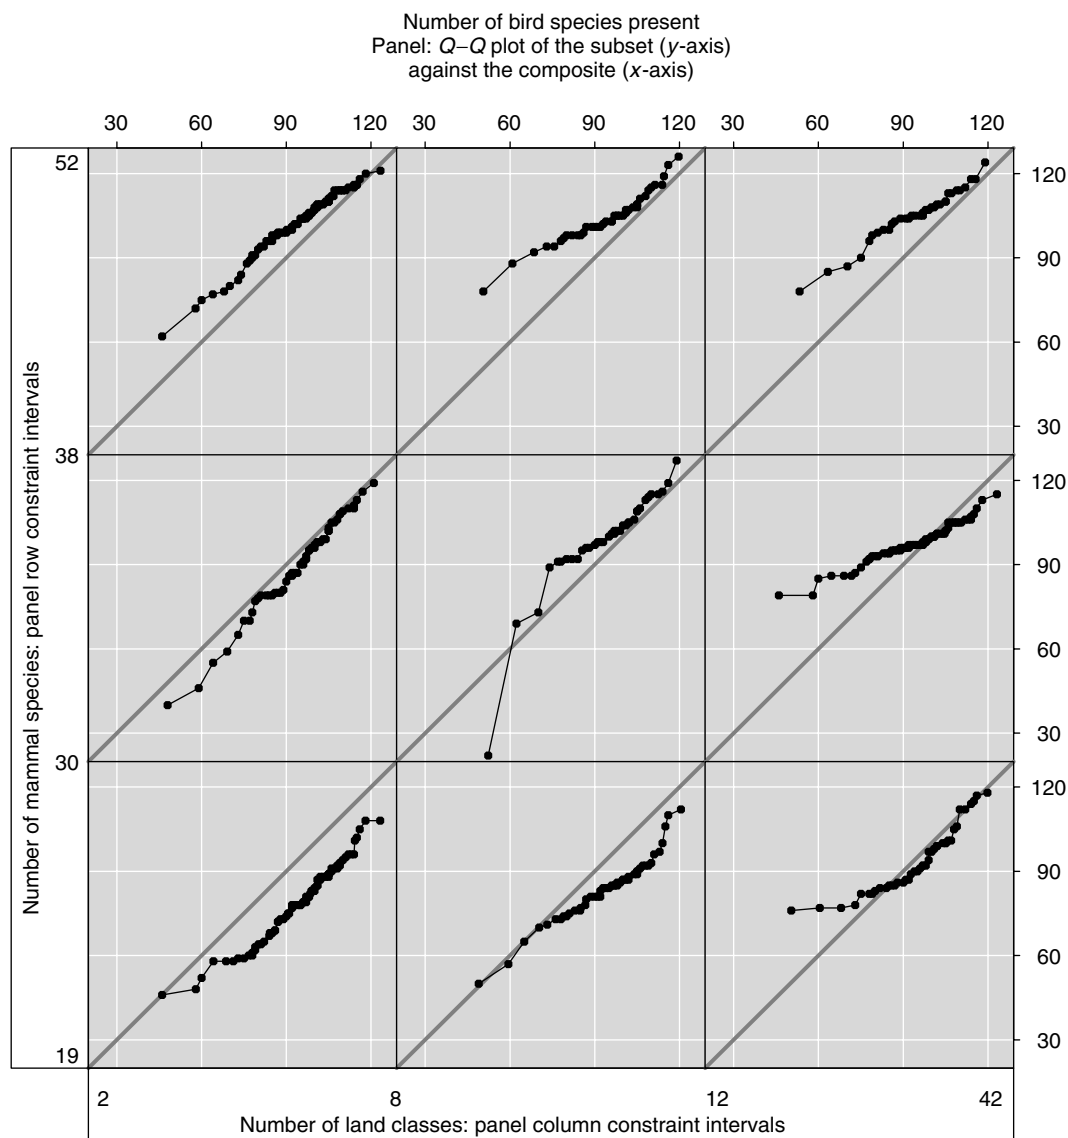 Number of bird species present
Panel: Q–Q plot of the subset (y-axis)
against the composite (x-axis)
30 60 90 120 30 60 90 120 30 60 90 120
52
120
90
60
30
38
120
90
60
30
30
120
90
60
30
19
Number of mammal species: panel row constraint intervals
2 8 12 42
Number of land classes: panel column constraint intervals